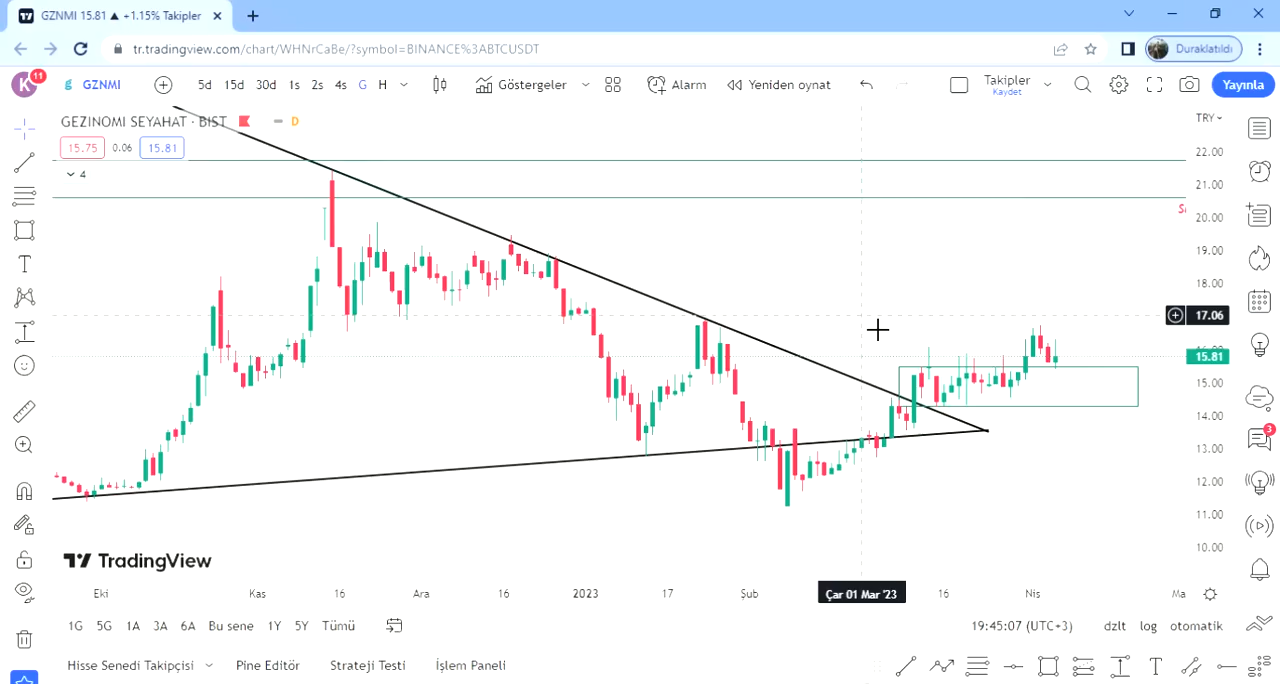 GZNMI 15.81 ▲ +1.15% Takipler
tr.tradingview.com/chart/WHNrCaBe/?symbol=BINANCE%3ABTCUSDT
Duraklatıldı
K 11 GZNMI 5d 15d 30d 1s 2s 4s G H Göstergeler Alarm Yeniden oynat Takipler Kaydet Yayınla
GEZINOMI SEYAHAT · BIST D
TRY
15.75 0.06 15.81
4
22.00
21.00
20.00
19.00
18.00
17.06
15.81
15.00
14.00
13.00
12.00
11.00
10.00
3
TradingView
Eki Kas 16 Ara 16 2023 17 Şub Çar 01 Mar '23 16 Nis Ma
1G 5G 1A 3A 6A Bu sene 1Y 5Y Tümü 19:45:07 (UTC+3) dzlt log otomatik
Hisse Senedi Takipçisi Pine Editör Strateji Testi İşlem Paneli